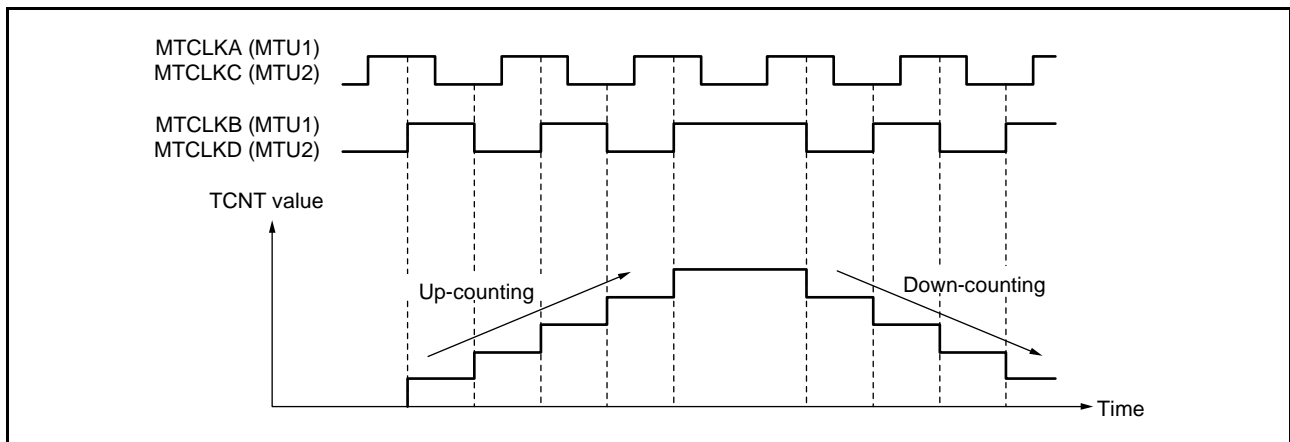 MTCLKA (MTU1)
MTCLKC (MTU2)
MTCLKB (MTU1)
MTCLKD (MTU2)
TCNT value
Up-counting
Down-counting
Time